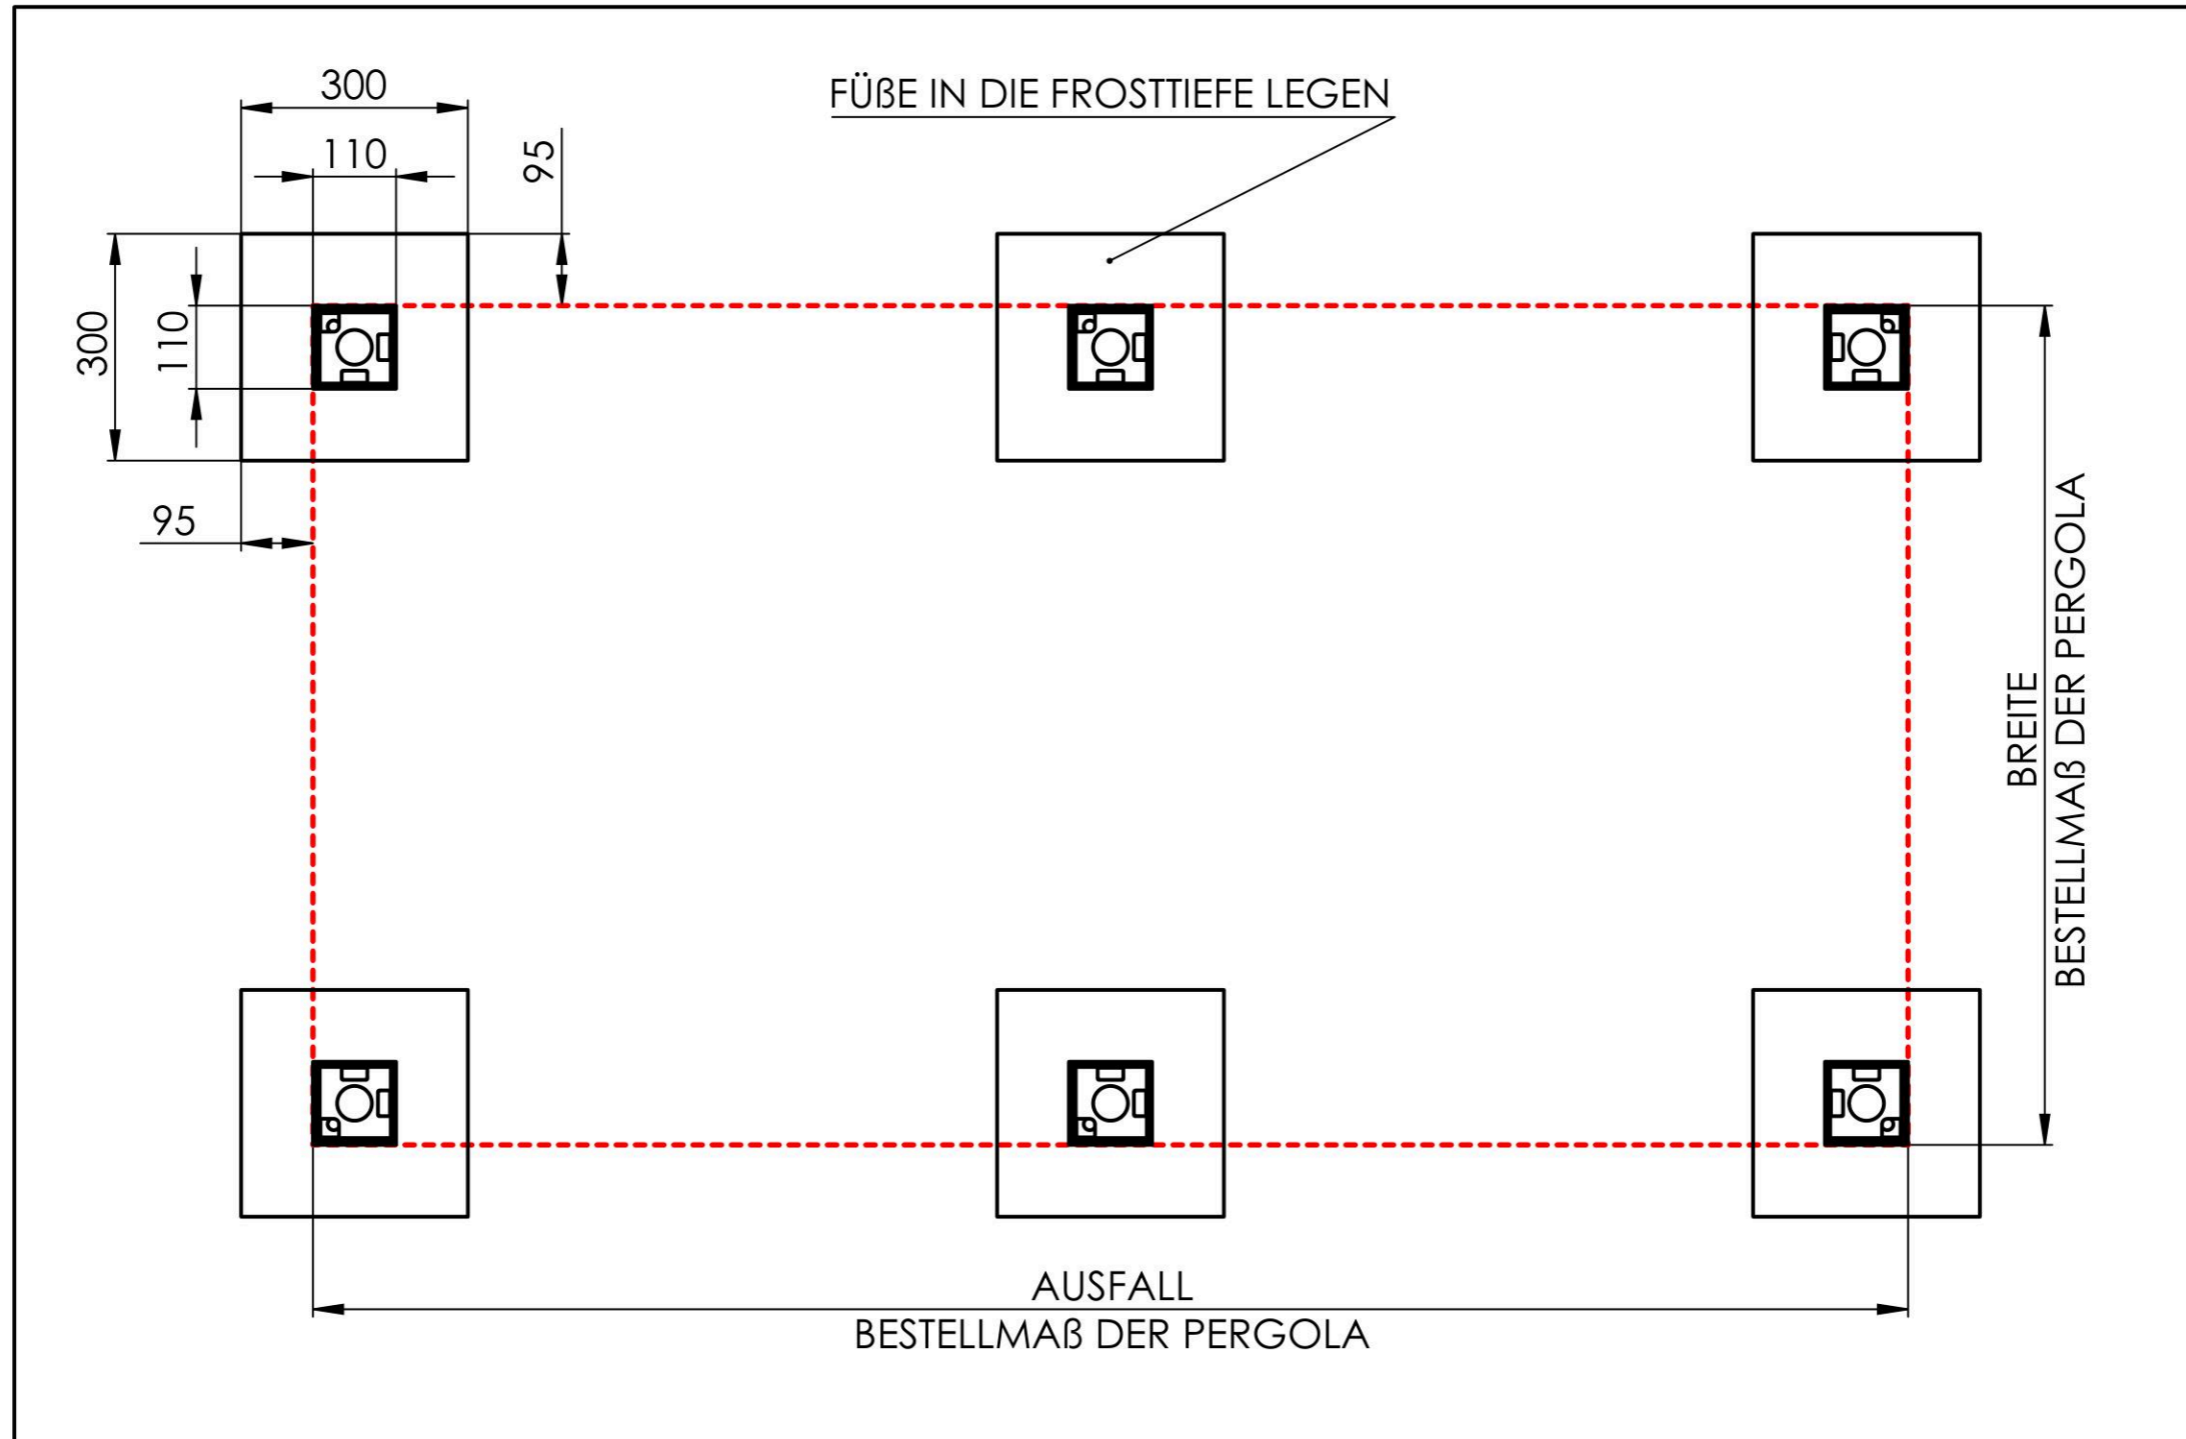 300
FÜßE IN DIE FROSTTIEFE LEGEN
110
95
300
110
95
BREITE
BESTELLMAß DER PERGOLA
AUSFALL
BESTELLMAß DER PERGOLA